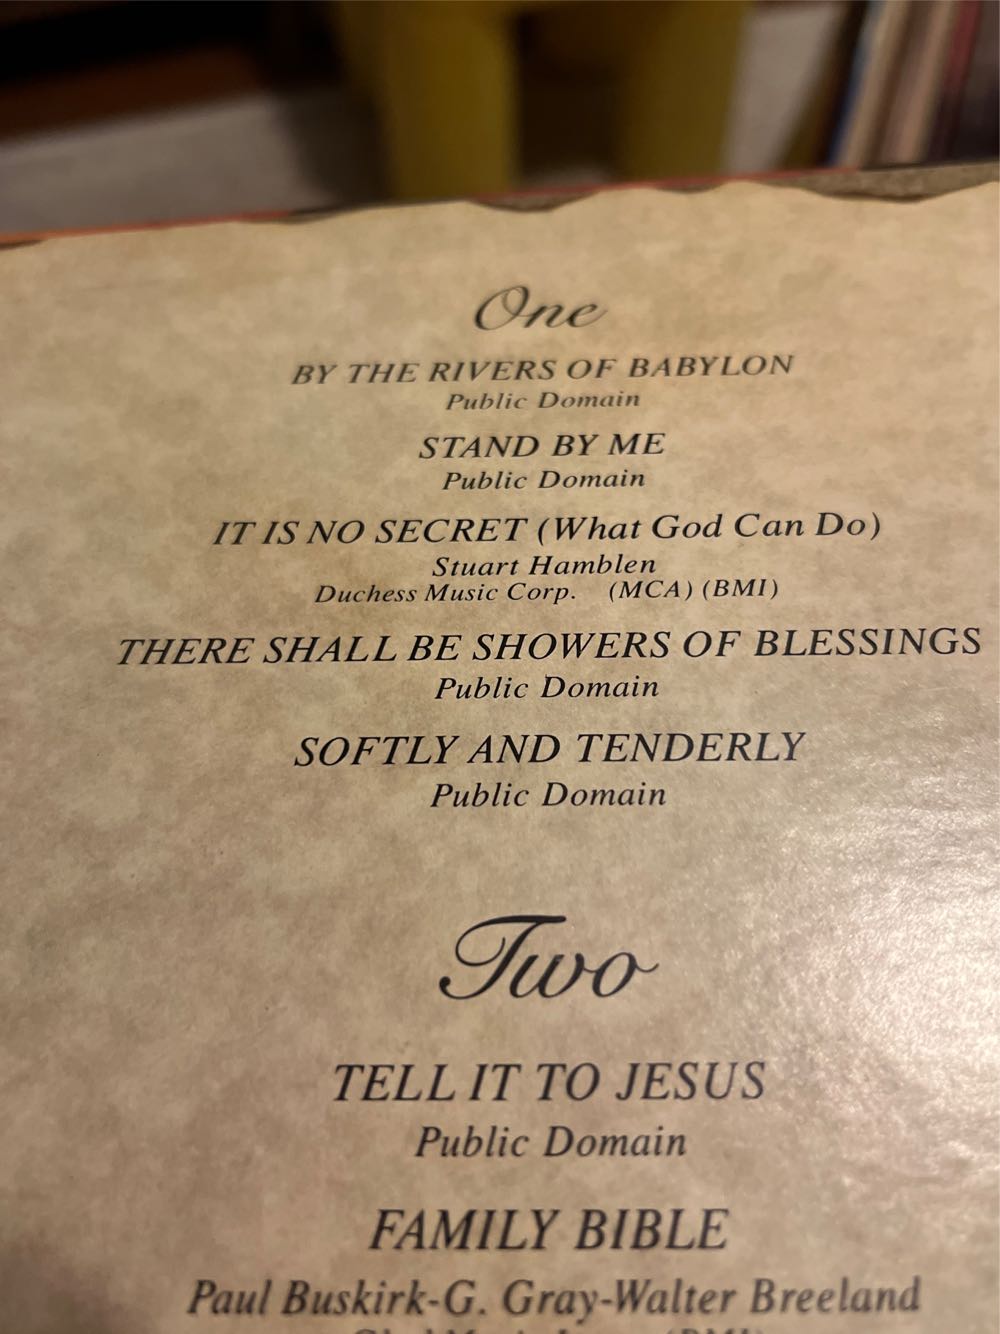 One
BY THE RIVERS OF BABYLON
Public Domain
STAND BY ME
Public Domain
IT IS NO SECRET (What God Can Do)
Stuart Hamblen
Duchess Music Corp. (MCA) (BMI)
THERE SHALL BE SHOWERS OF BLESSINGS
Public Domain
SOFTLY AND TENDERLY
Public Domain
Two
TELL IT TO JESUS
Public Domain
FAMILY BIBLE
Paul Buskirk-G. Gray-Walter Breeland